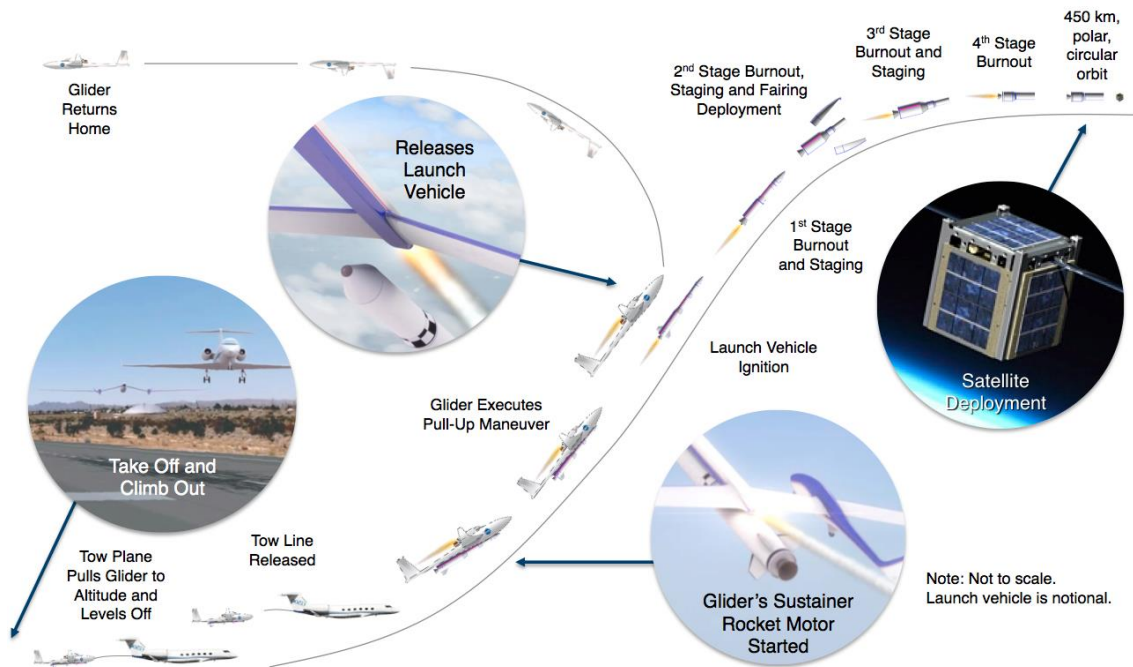 Glider
Returns
Home
Releases
Launch
Vehicle
2nd Stage Burnout,
Staging and Fairing
Deployment
3rd Stage
Burnout and
Staging
4th Stage
Burnout
450 km,
polar,
circular
orbit
1st Stage
Burnout
and Staging
Satellite
Deployment
Launch Vehicle
Ignition
Glider Executes
Pull-Up Maneuver
Take Off and
Climb Out
Tow Line
Released
Tow Plane
Pulls Glider to
Altitude and
Levels Off
Glider's Sustainer
Rocket Motor
Started
Note: Not to scale.
Launch vehicle is notional.